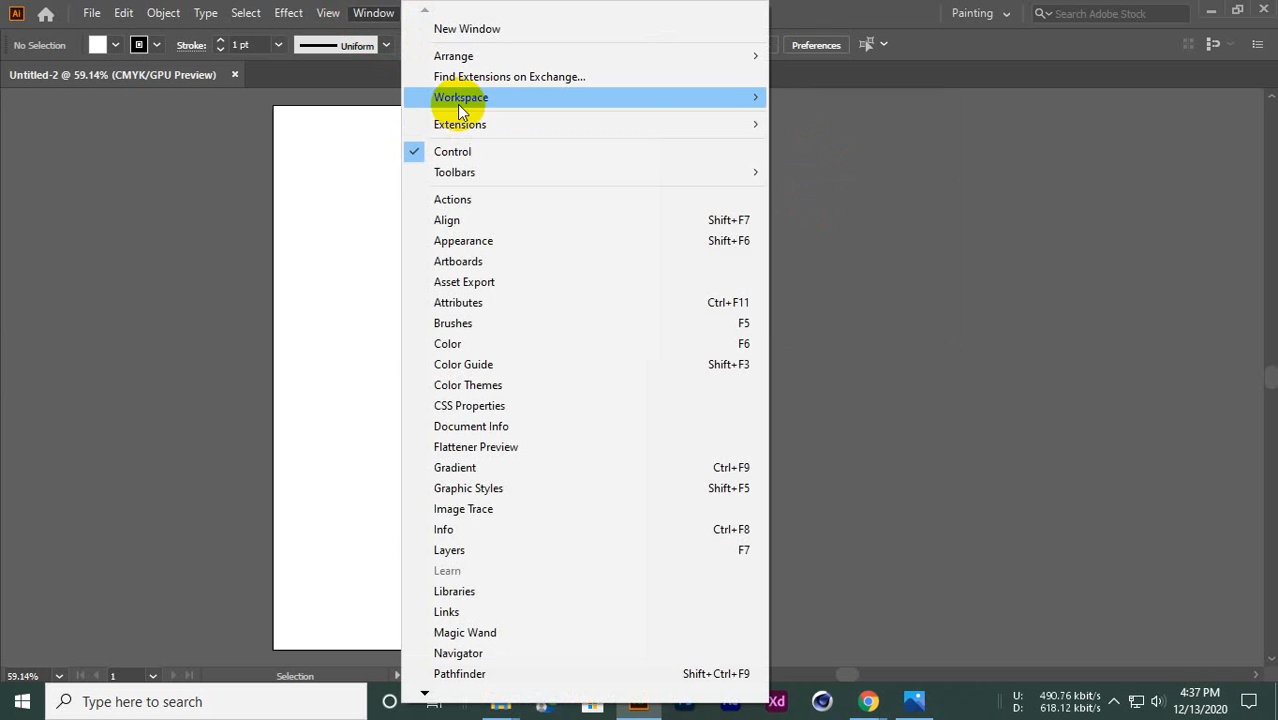 Ai File Edit Object Type Select Effect View Window Painting Search Adobe Stock
No Selection Stroke: 1 pt Uniform Preferences
Untitled-2 @ 59.14% (CMYK/GPU Preview) ×
New Window
Arrange
Find Extensions on Exchange...
Workspace
Extensions
Control
Toolbars
Actions
Align Shift+F7
Appearance Shift+F6
Artboards
Asset Export
Attributes Ctrl+F11
Brushes F5
Color F6
Color Guide Shift+F3
Color Themes
CSS Properties
Document Info
Flattener Preview
Gradient Ctrl+F9
Graphic Styles Shift+F5
Image Trace
Info Ctrl+F8
Layers F7
Learn
Libraries
Links
Magic Wand
Navigator
Pathfinder Shift+Ctrl+F9
59.14% 1 Selection
Type here to search
Xd
U: 490.76 kbit/s
D: 618.12 kbit/s
4:37 PM
12/13/2020